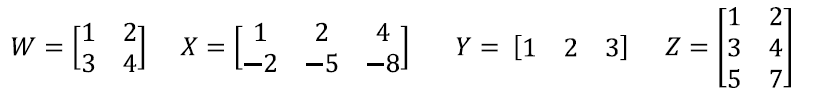 W = [1 2; 3 4] X = [1 2 4; −2 −5 −8] Y = [1 2 3] Z = [1 2; 3 4; 5 7]